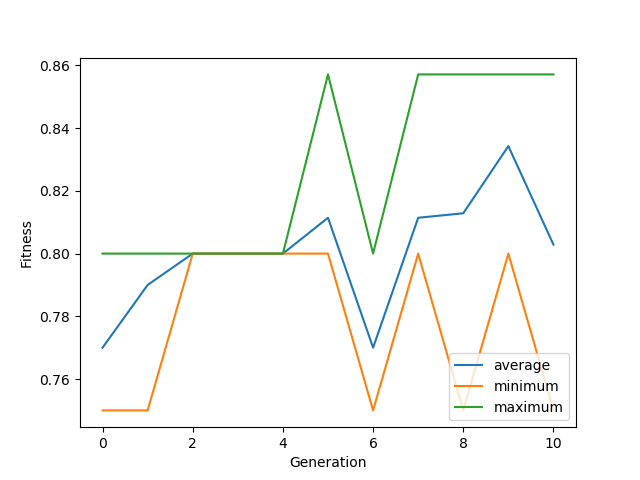 0.86
0.84
0.82
0.80
0.78
0.76
Fitness
average
minimum
maximum
0 2 4 6 8 10
Generation